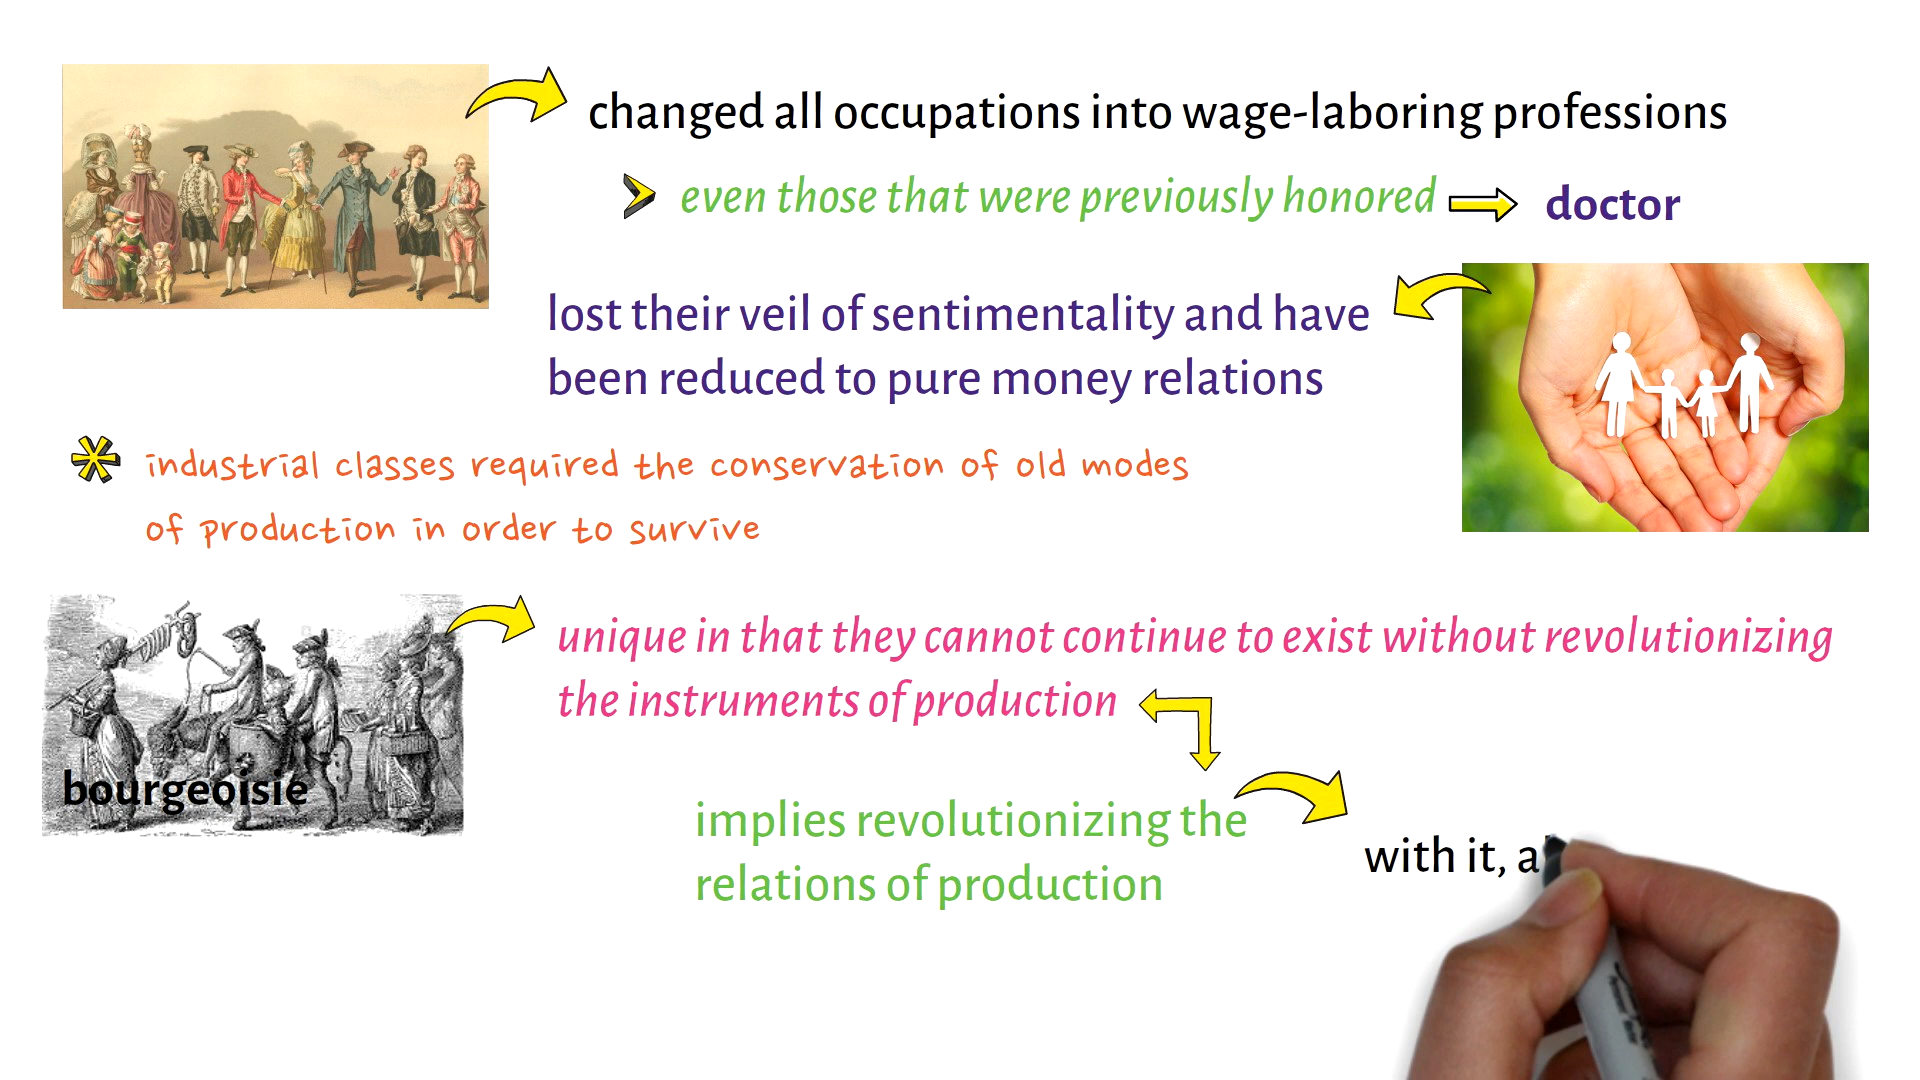 changed all occupations into wage-laboring professions
even those that were previously honored
doctor
lost their veil of sentimentality and have
been reduced to pure money relations
industrial classes required the conservation of old modes
of production in order to survive
unique in that they cannot continue to exist without revolutionizing
the instruments of production
bourgeoisie
implies revolutionizing the
relations of production
with it,